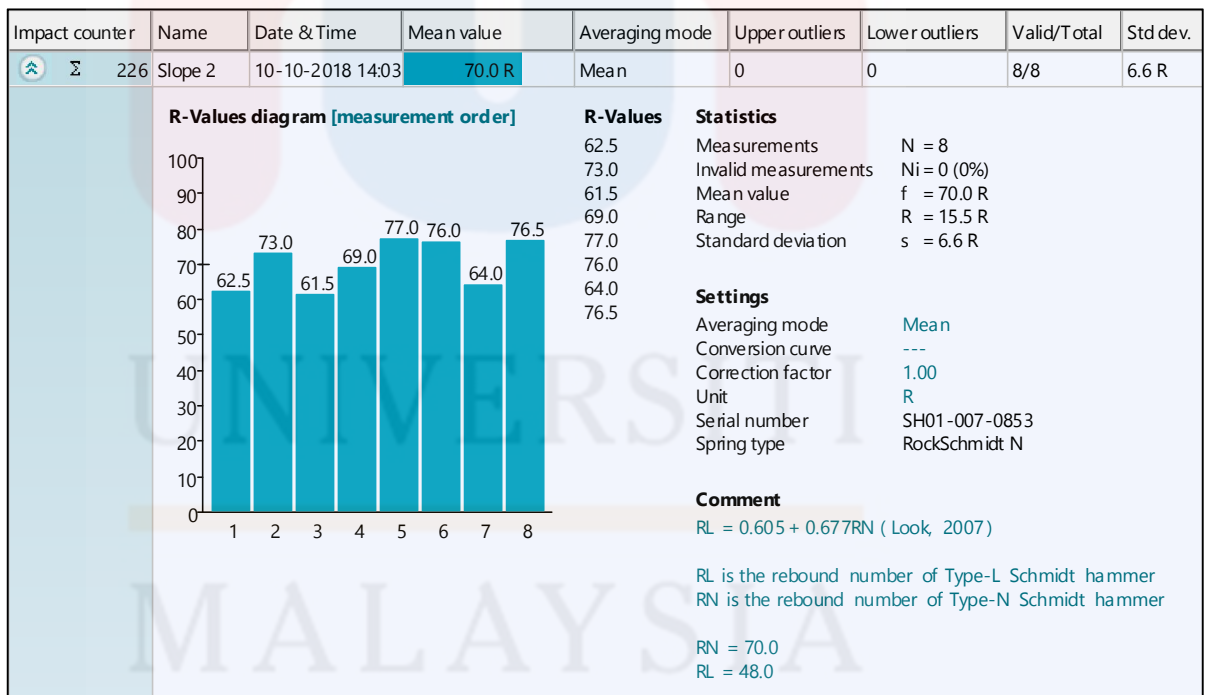 Impact counter Name Date & Time Mean value Averaging mode Upper outliers Lower outliers Valid/Total Std dev.
Σ 226 Slope 2 10-10-2018 14:03 70.0 R Mean 0 0 8/8 6.6 R
R-Values diagram [measurement order]
100
90
80
70
60
50
40
30
20
10
0
62.5 73.0 61.5 69.0 77.0 76.0 64.0 76.5
1 2 3 4 5 6 7 8
R-Values
62.5
73.0
61.5
69.0
77.0
76.0
64.0
76.5
Statistics
Measurements N = 8
Invalid measurements Ni = 0 (0%)
Mean value f = 70.0 R
Range R = 15.5 R
Standard deviation s = 6.6 R
Settings
Averaging mode Mean
Conversion curve ---
Correction factor 1.00
Unit R
Serial number SH01-007-0853
Spring type RockSchmidt N
Comment
RL = 0.605 + 0.677RN ( Look, 2007 )
RL is the rebound number of Type-L Schmidt hammer
RN is the rebound number of Type-N Schmidt hammer
RN = 70.0
RL = 48.0
UNIVERSITI
MALAYSIA